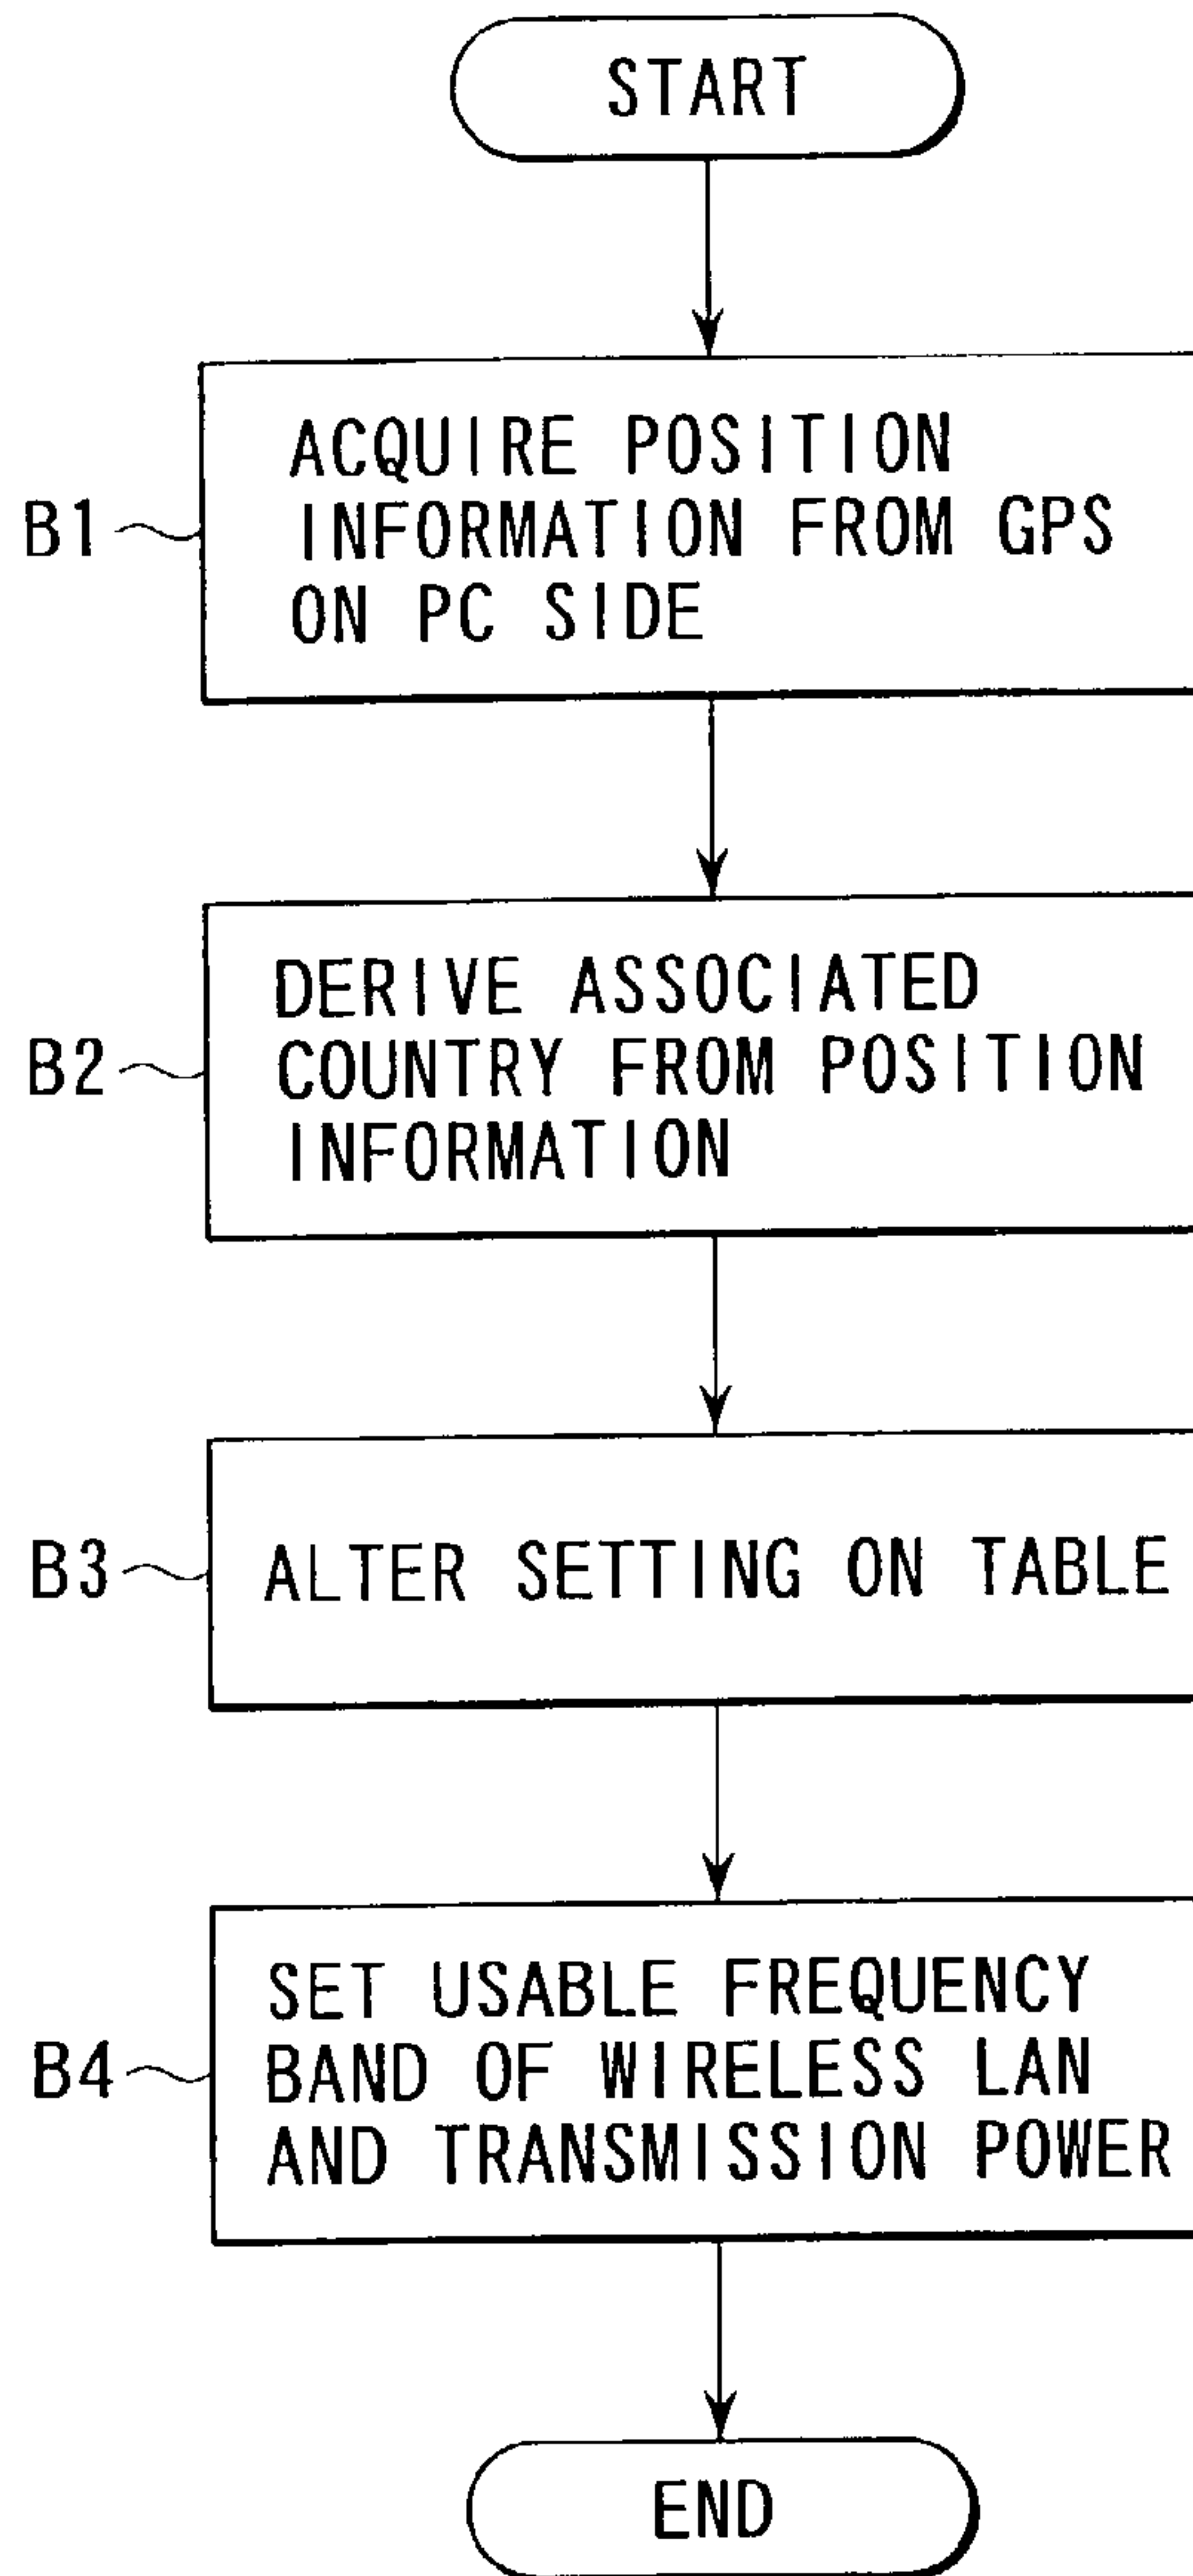 START
B1
ACQUIRE POSITION
INFORMATION FROM GPS
ON PC SIDE
B2
DERIVE ASSOCIATED
COUNTRY FROM POSITION
INFORMATION
B3
ALTER SETTING ON TABLE
B4
SET USABLE FREQUENCY
BAND OF WIRELESS LAN
AND TRANSMISSION POWER
END